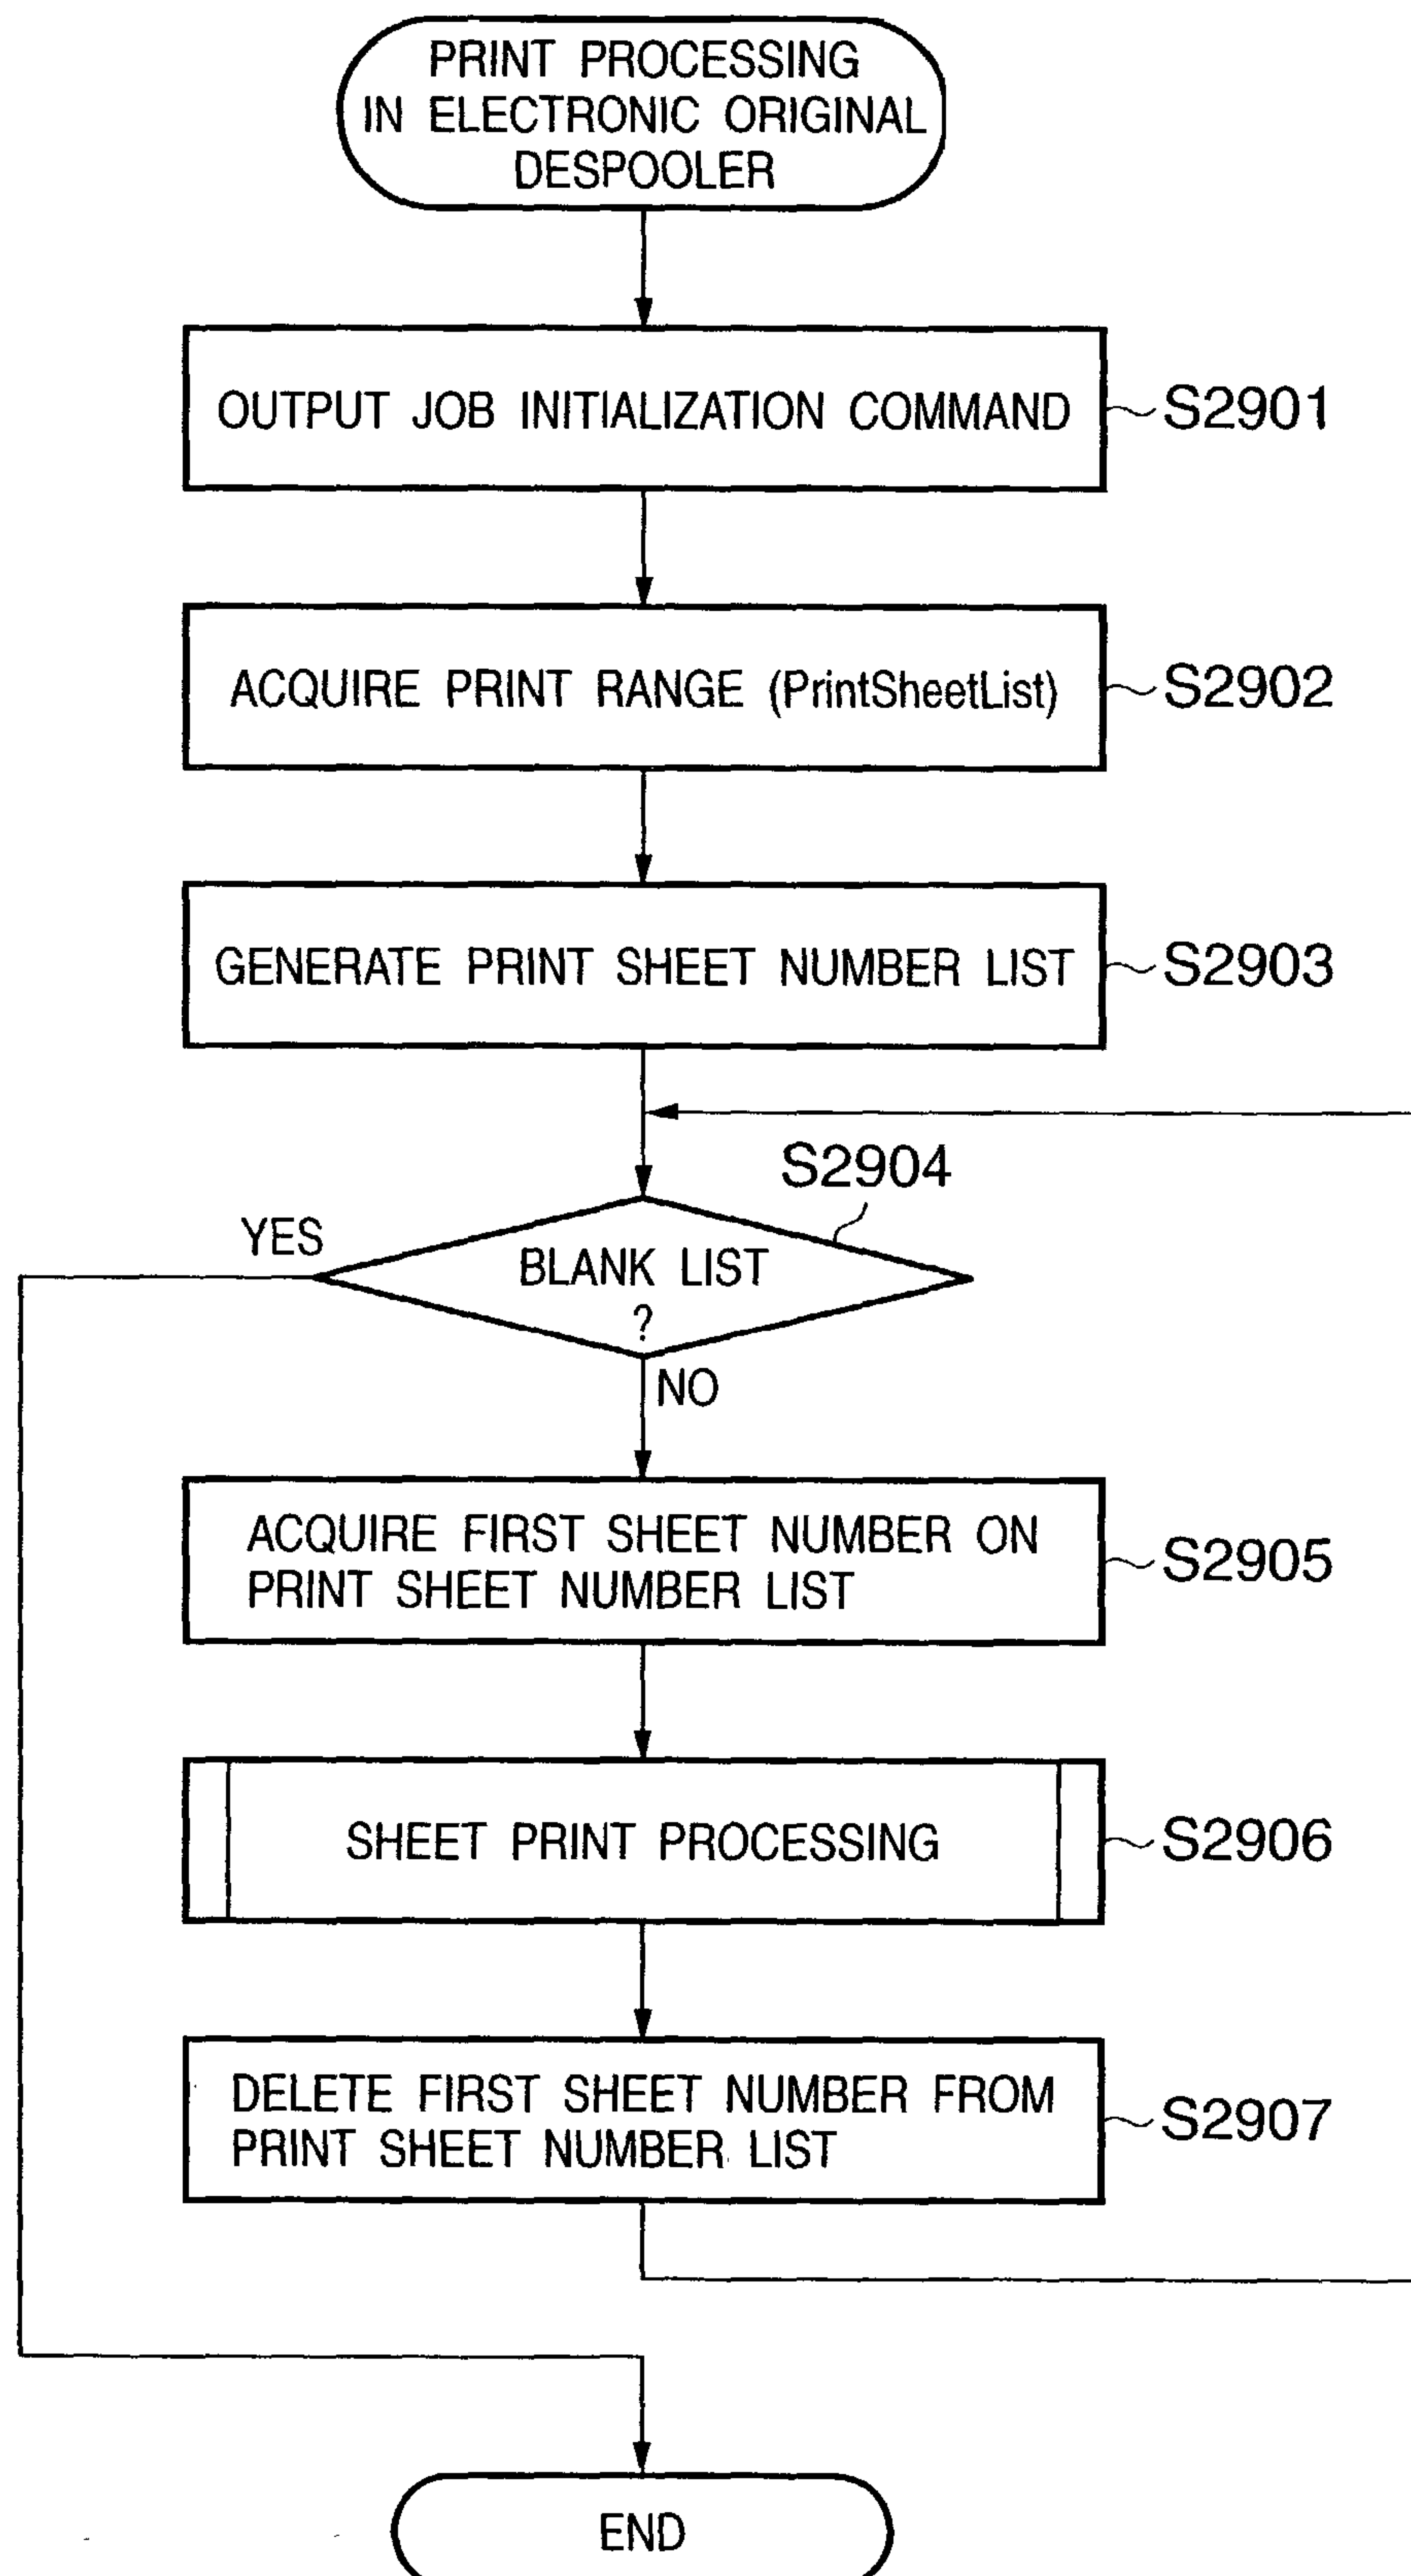 PRINT PROCESSING
IN ELECTRONIC ORIGINAL
DESPOOLER
OUTPUT JOB INITIALIZATION COMMAND
S2901
ACQUIRE PRINT RANGE (PrintSheetList)
S2902
GENERATE PRINT SHEET NUMBER LIST
S2903
S2904
YES
BLANK LIST
?
NO
ACQUIRE FIRST SHEET NUMBER ON
PRINT SHEET NUMBER LIST
S2905
SHEET PRINT PROCESSING
S2906
DELETE FIRST SHEET NUMBER FROM
PRINT SHEET NUMBER LIST
S2907
END